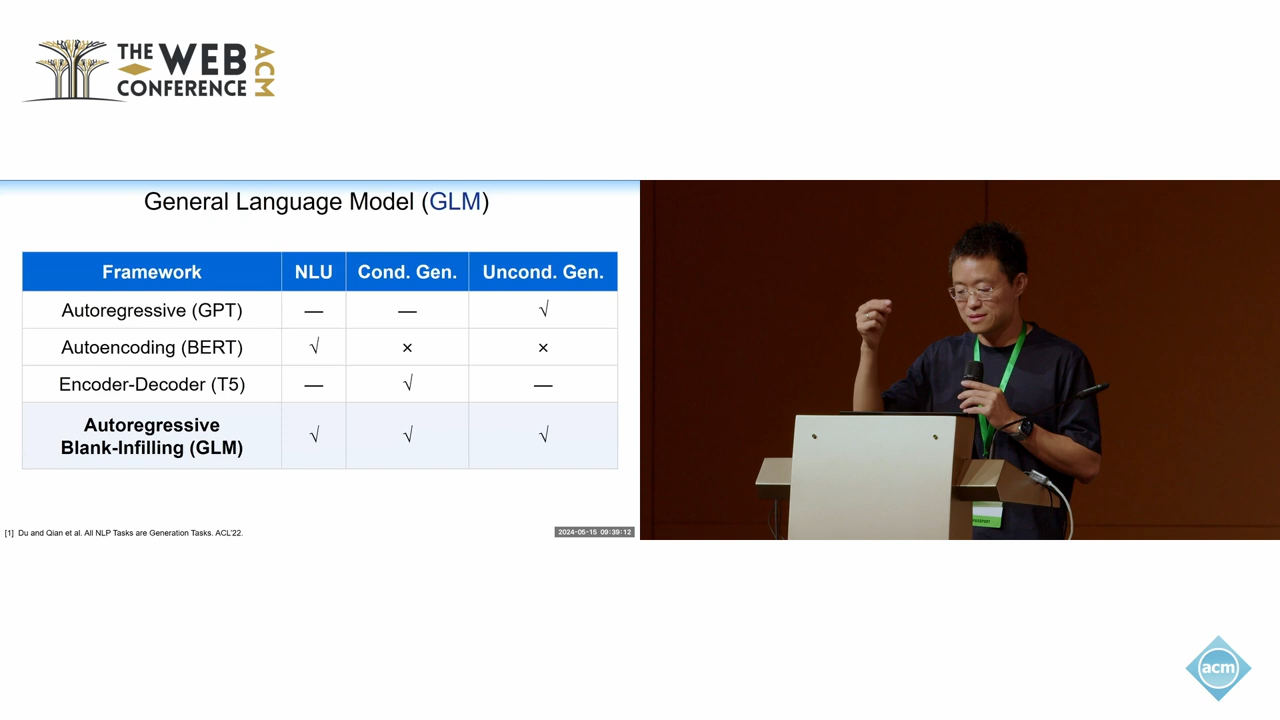 THE WEB
CONFERENCE
ACM
General Language Model (GLM)
Framework NLU Cond. Gen. Uncond. Gen.
Autoregressive (GPT) — — √
Autoencoding (BERT) √ × ×
Encoder-Decoder (T5) — √ —
Autoregressive
Blank-Infilling (GLM) √ √ √
[1] Du and Qian et al. All NLP Tasks are Generation Tasks. ACL'22.
2024-05-15 09:39:12
acm